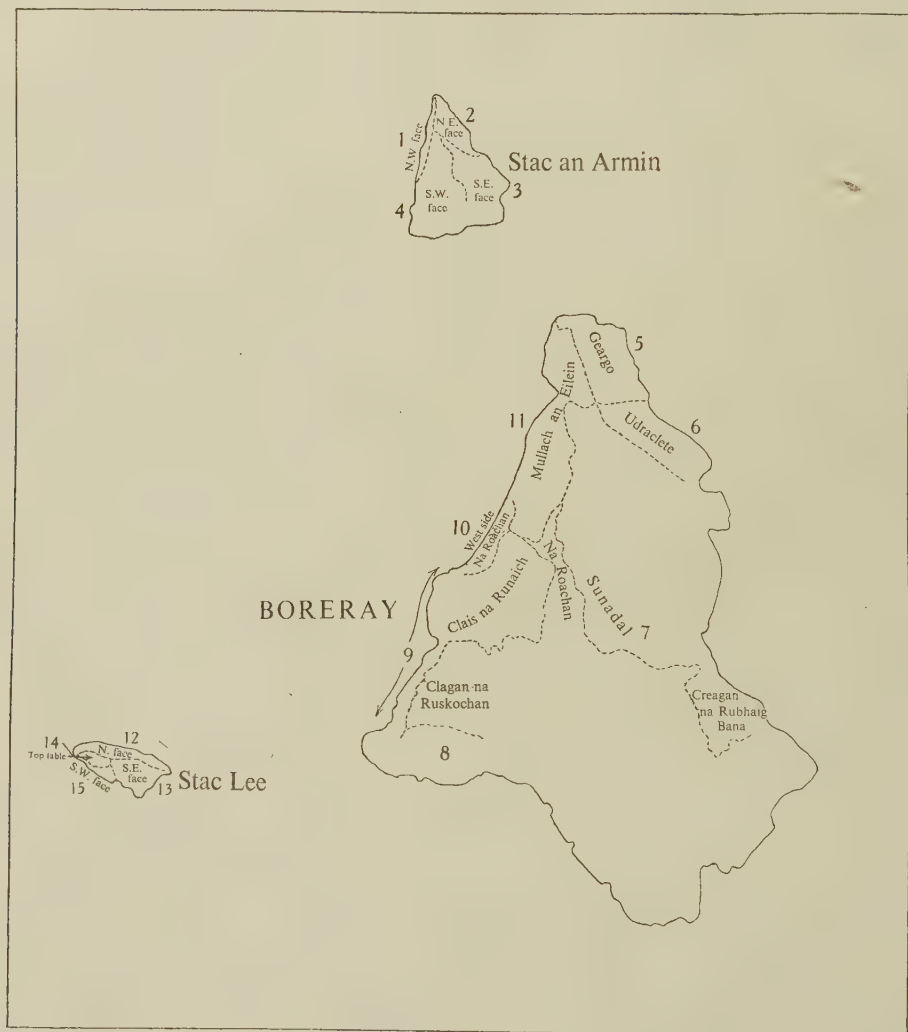 1
N.W face
N E.
face
2
Stac an Armin
S.W.
face
S.E.
face
3
4
Geargo
5
Mullach an Eilein
Udraclete
6
11
10
West side
Na Roachan
Na Roachan
Clais na Runaich
Sunadal
7
BORERAY
9
Clagan na
Ruskochan
Creagan
na Rubhaig
Bana
8
14
Top table
12
N. face
S.E.
face
S.W. face
15
13
Stac Lee